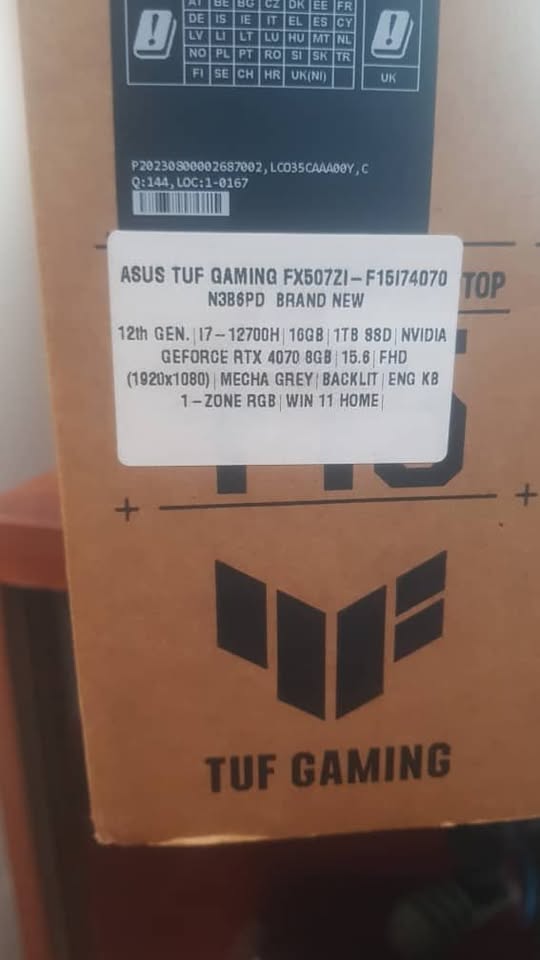 AT BE BG CZ DK EE FR
DE IS IE IT EL ES CY
LV LI LT LU HU MT NL
NO PL PT RO SI SK TR
FI SE CH HR UK(NI)
UK
P20230800002687002,LCO35CAAA00Y,C
Q:144,LOC:1-0167
ASUS TUF GAMING FX507ZI-F15I74070
N386PD BRAND NEW
TOP
12th GEN. | I7-12700H | 16GB | 1TB SSD | NVIDIA
GEFORCE RTX 4070 8GB | 15.6 | FHD
(1920x1080) | MECHA GREY | BACKLIT | ENG KB
1-ZONE RGB | WIN 11 HOME |
TUF GAMING